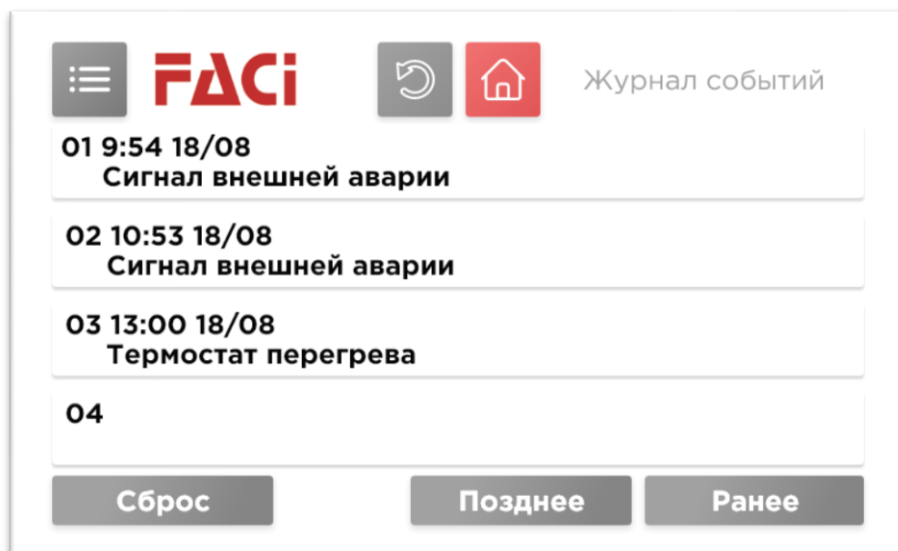 FACi
Журнал событий
01 9:54 18/08
Сигнал внешней аварии
02 10:53 18/08
Сигнал внешней аварии
03 13:00 18/08
Термостат перегрева
04
Сброс
Позднее
Ранее